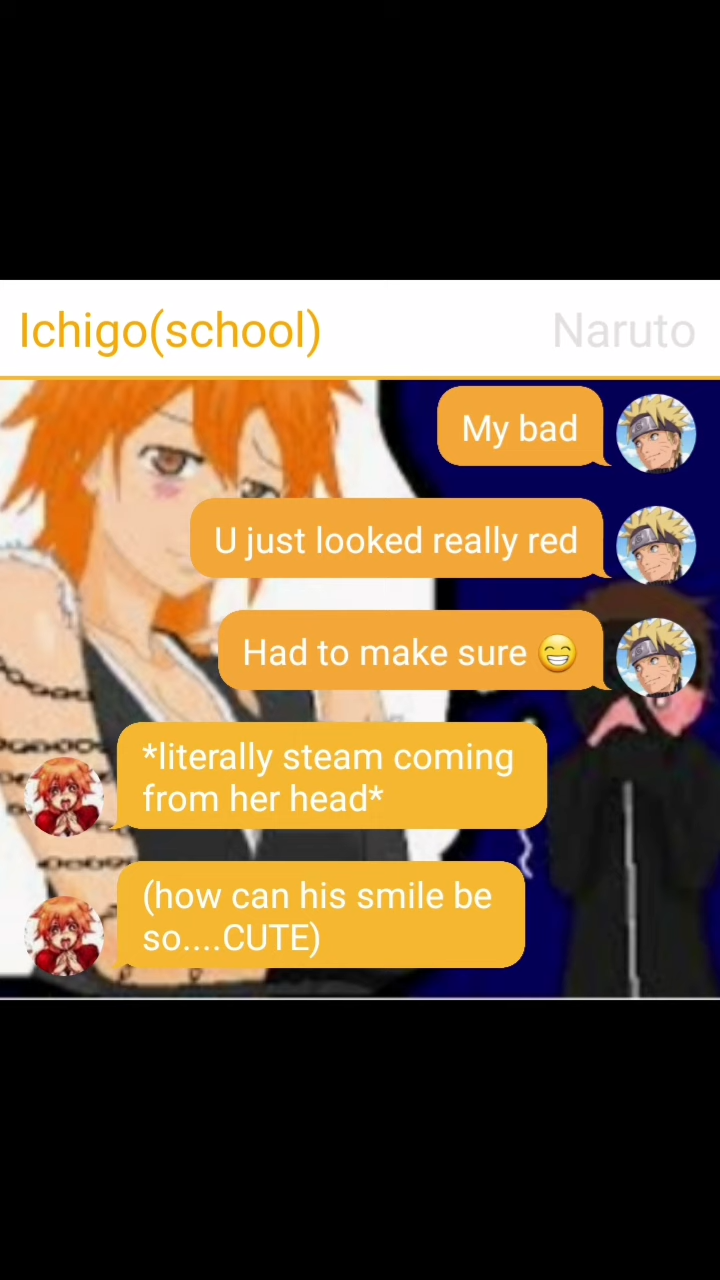 Ichigo(school)
Naruto
My bad
U just looked really red
Had to make sure 😁
*literally steam coming
from her head*
(how can his smile be
so....CUTE)